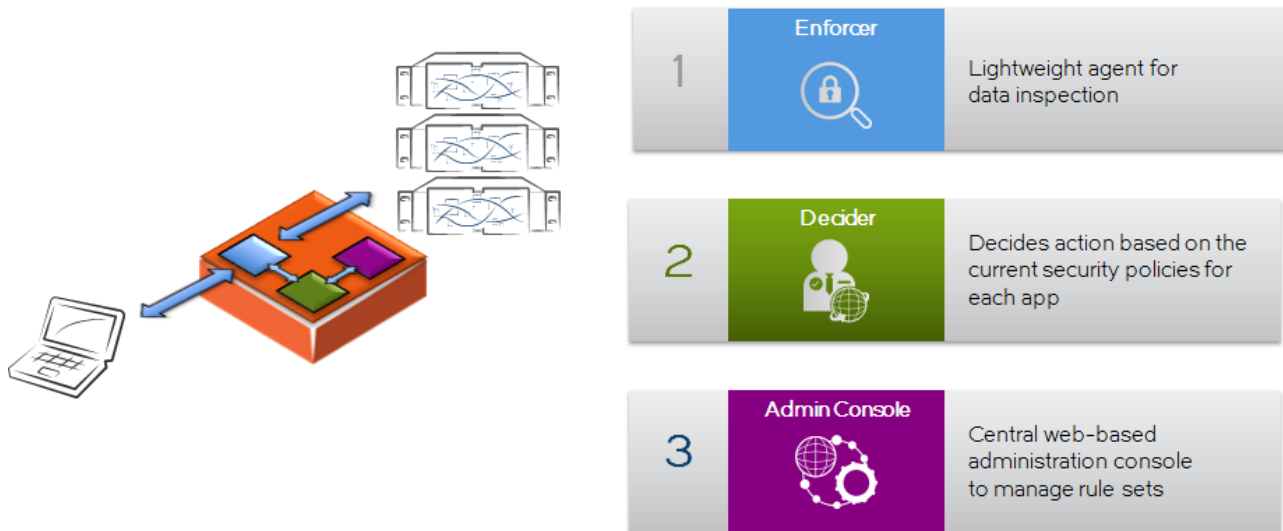 1
Enforcer
Lightweight agent for
data inspection
2
Decider
Decides action based on the
current security policies for
each app
3
Admin Console
Central web-based
administration console
to manage rule sets